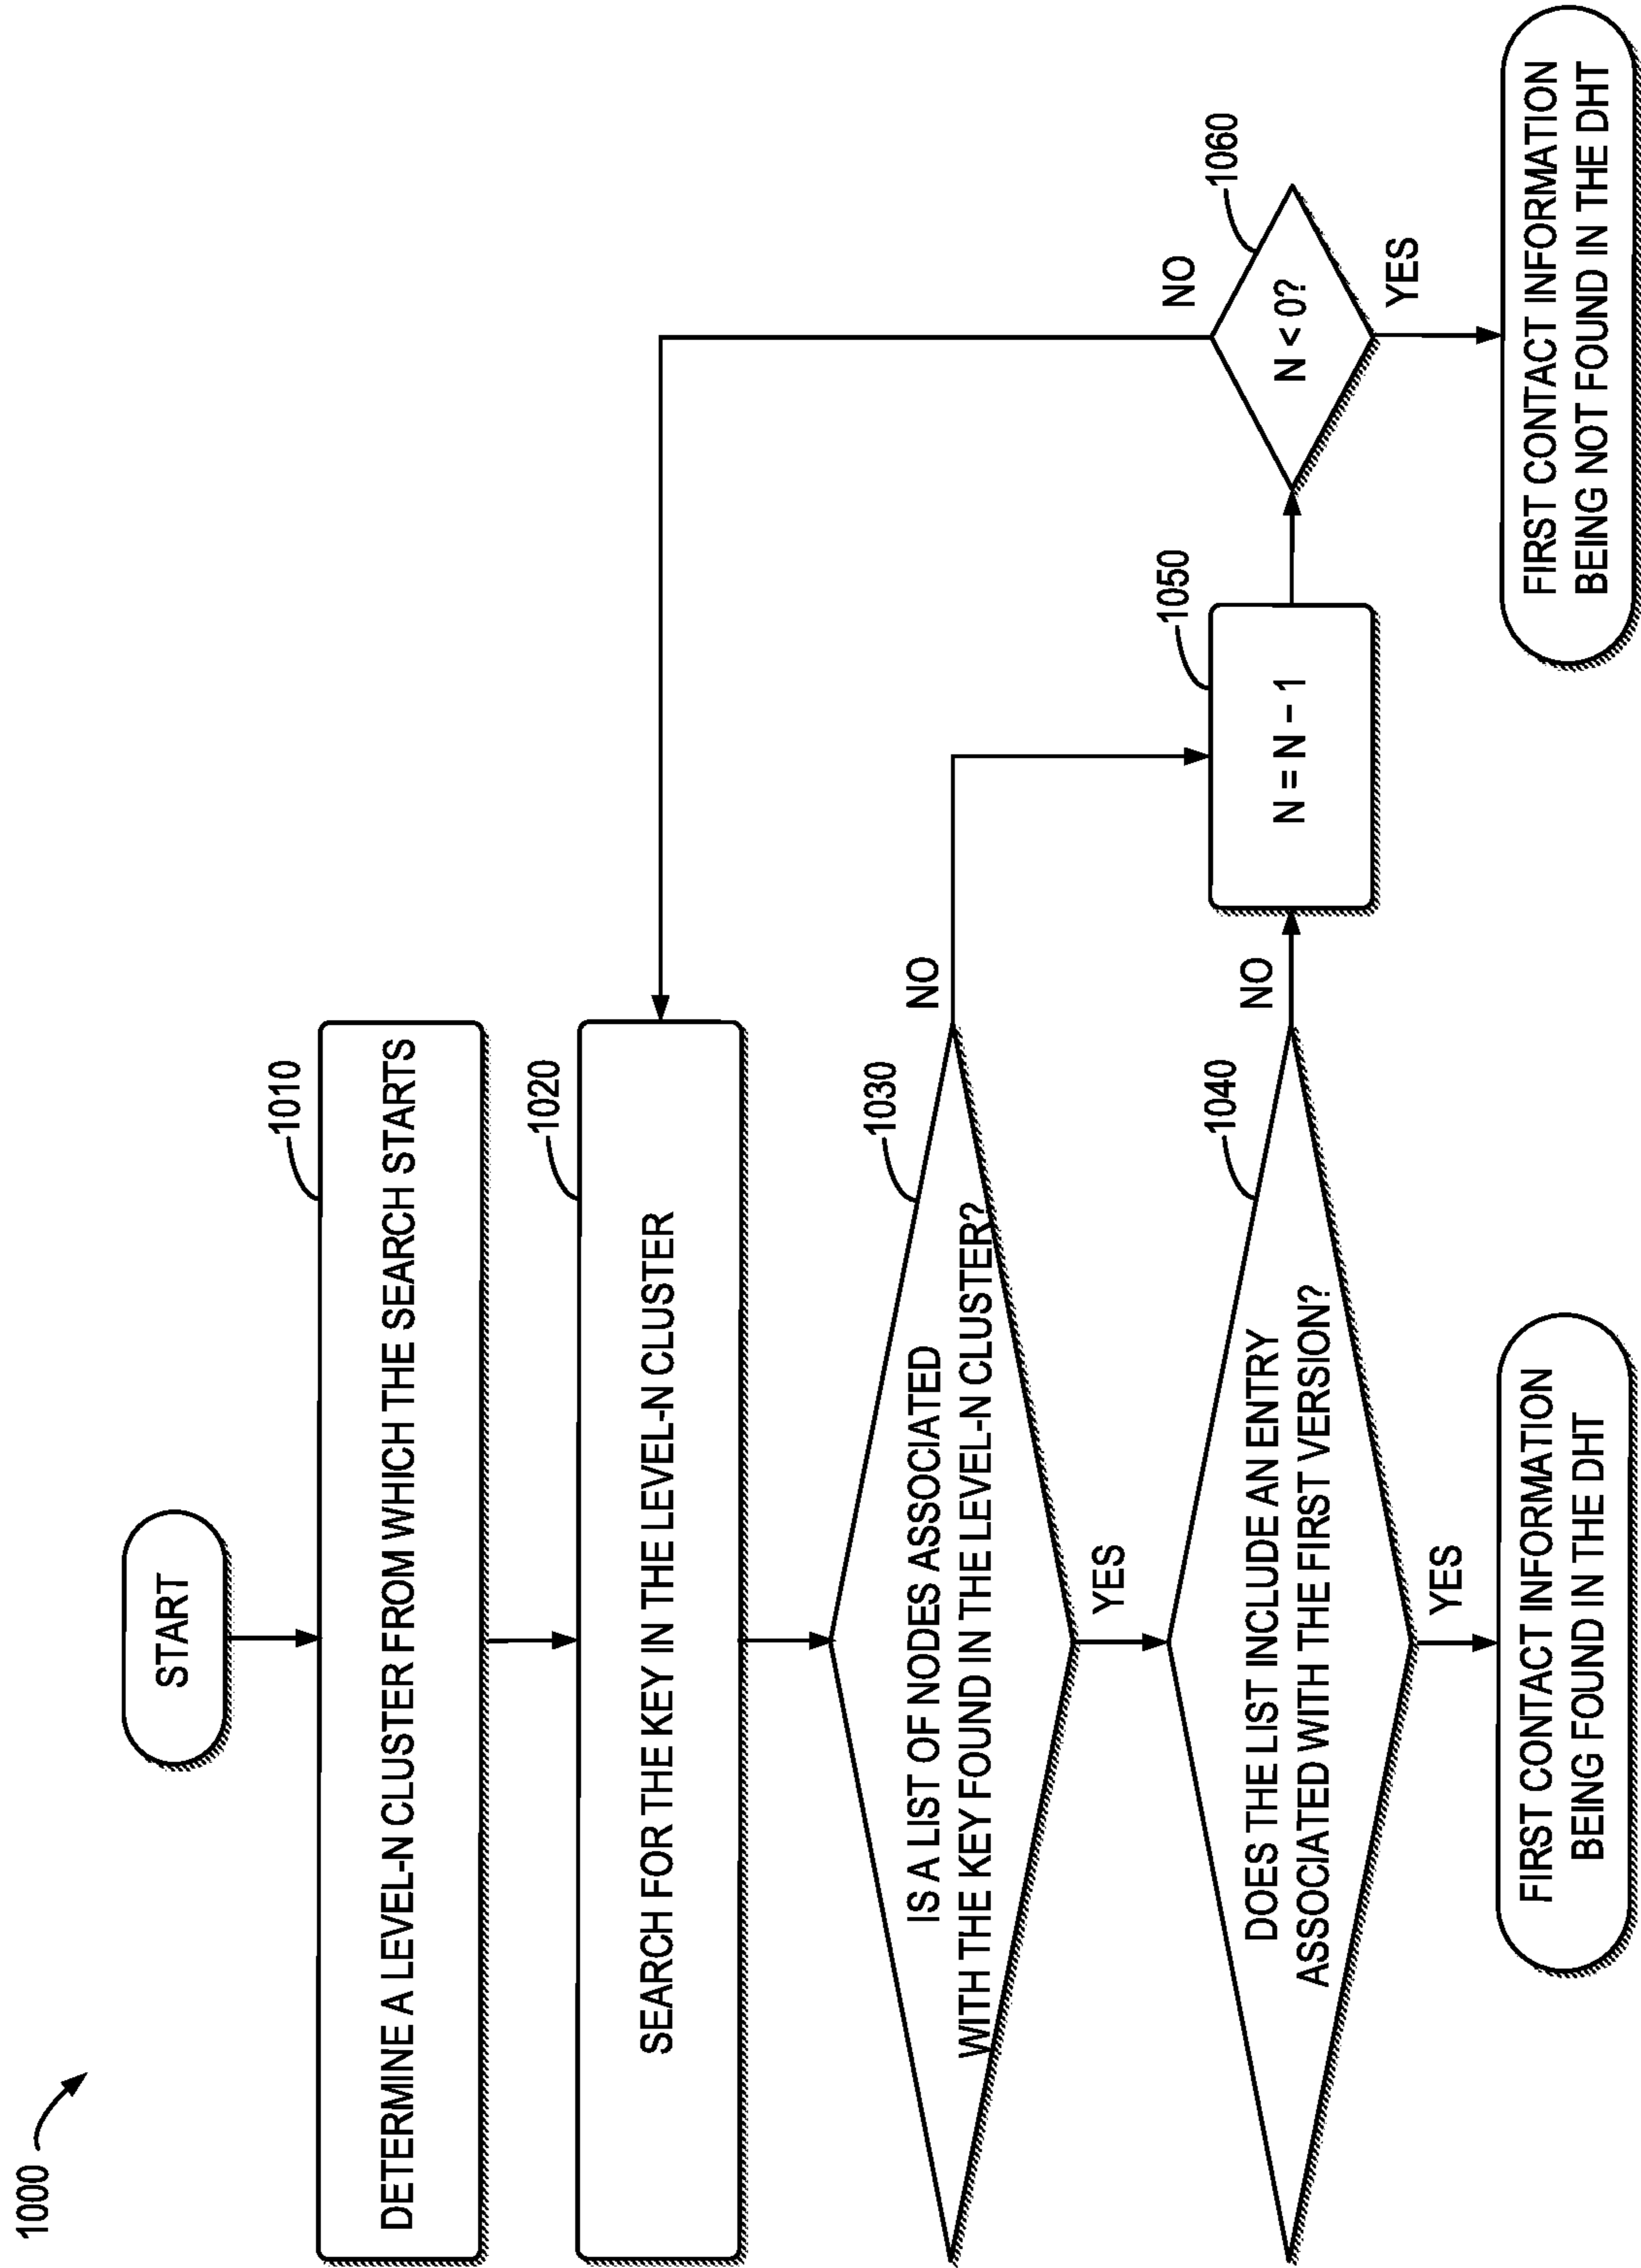 1000
START
1010
DETERMINE A LEVEL-N CLUSTER FROM WHICH THE SEARCH STARTS
1020
SEARCH FOR THE KEY IN THE LEVEL-N CLUSTER
1030
IS A LIST OF NODES ASSOCIATED
WITH THE KEY FOUND IN THE LEVEL-N CLUSTER?
NO
YES
1040
DOES THE LIST INCLUDE AN ENTRY
ASSOCIATED WITH THE FIRST VERSION?
NO
YES
FIRST CONTACT INFORMATION
BEING FOUND IN THE DHT
1050
N = N – 1
1060
N < 0?
NO
YES
FIRST CONTACT INFORMATION
BEING NOT FOUND IN THE DHT